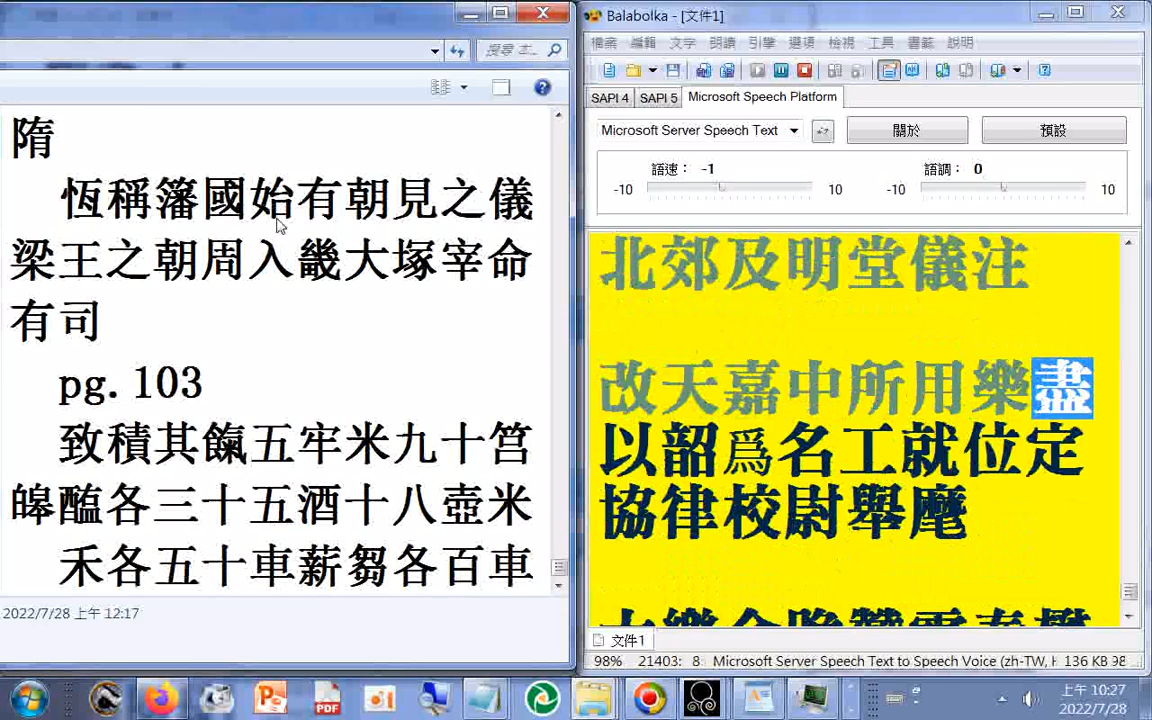 搜尋 本...
隋
恆稱籓國始有朝見之儀
梁王之朝周入畿大塚宰命
有司
pg. 103
致積其餼五牢米九十筥
皞醯各三十五酒十八壺米
禾各五十車薪芻各百車
2022/7/28 上午 12:17
Balabolka - [文件1]
檔案 編輯 文字 朗讀 引擎 選項 檢視 工具 書籤 說明
SAPI 4 SAPI 5 Microsoft Speech Platform
Microsoft Server Speech Text 關於 預設
語速： -1 語調： 0
-10 10 -10 10
北郊及明堂儀注
改天嘉中所用樂盡
以韶爲名工就位定
協律校尉舉麾
文件1
98% 21403: 8: Microsoft Server Speech Text to Speech Voice (zh-TW, H 136 KB 98
PDF
上午 10:27
2022/7/28